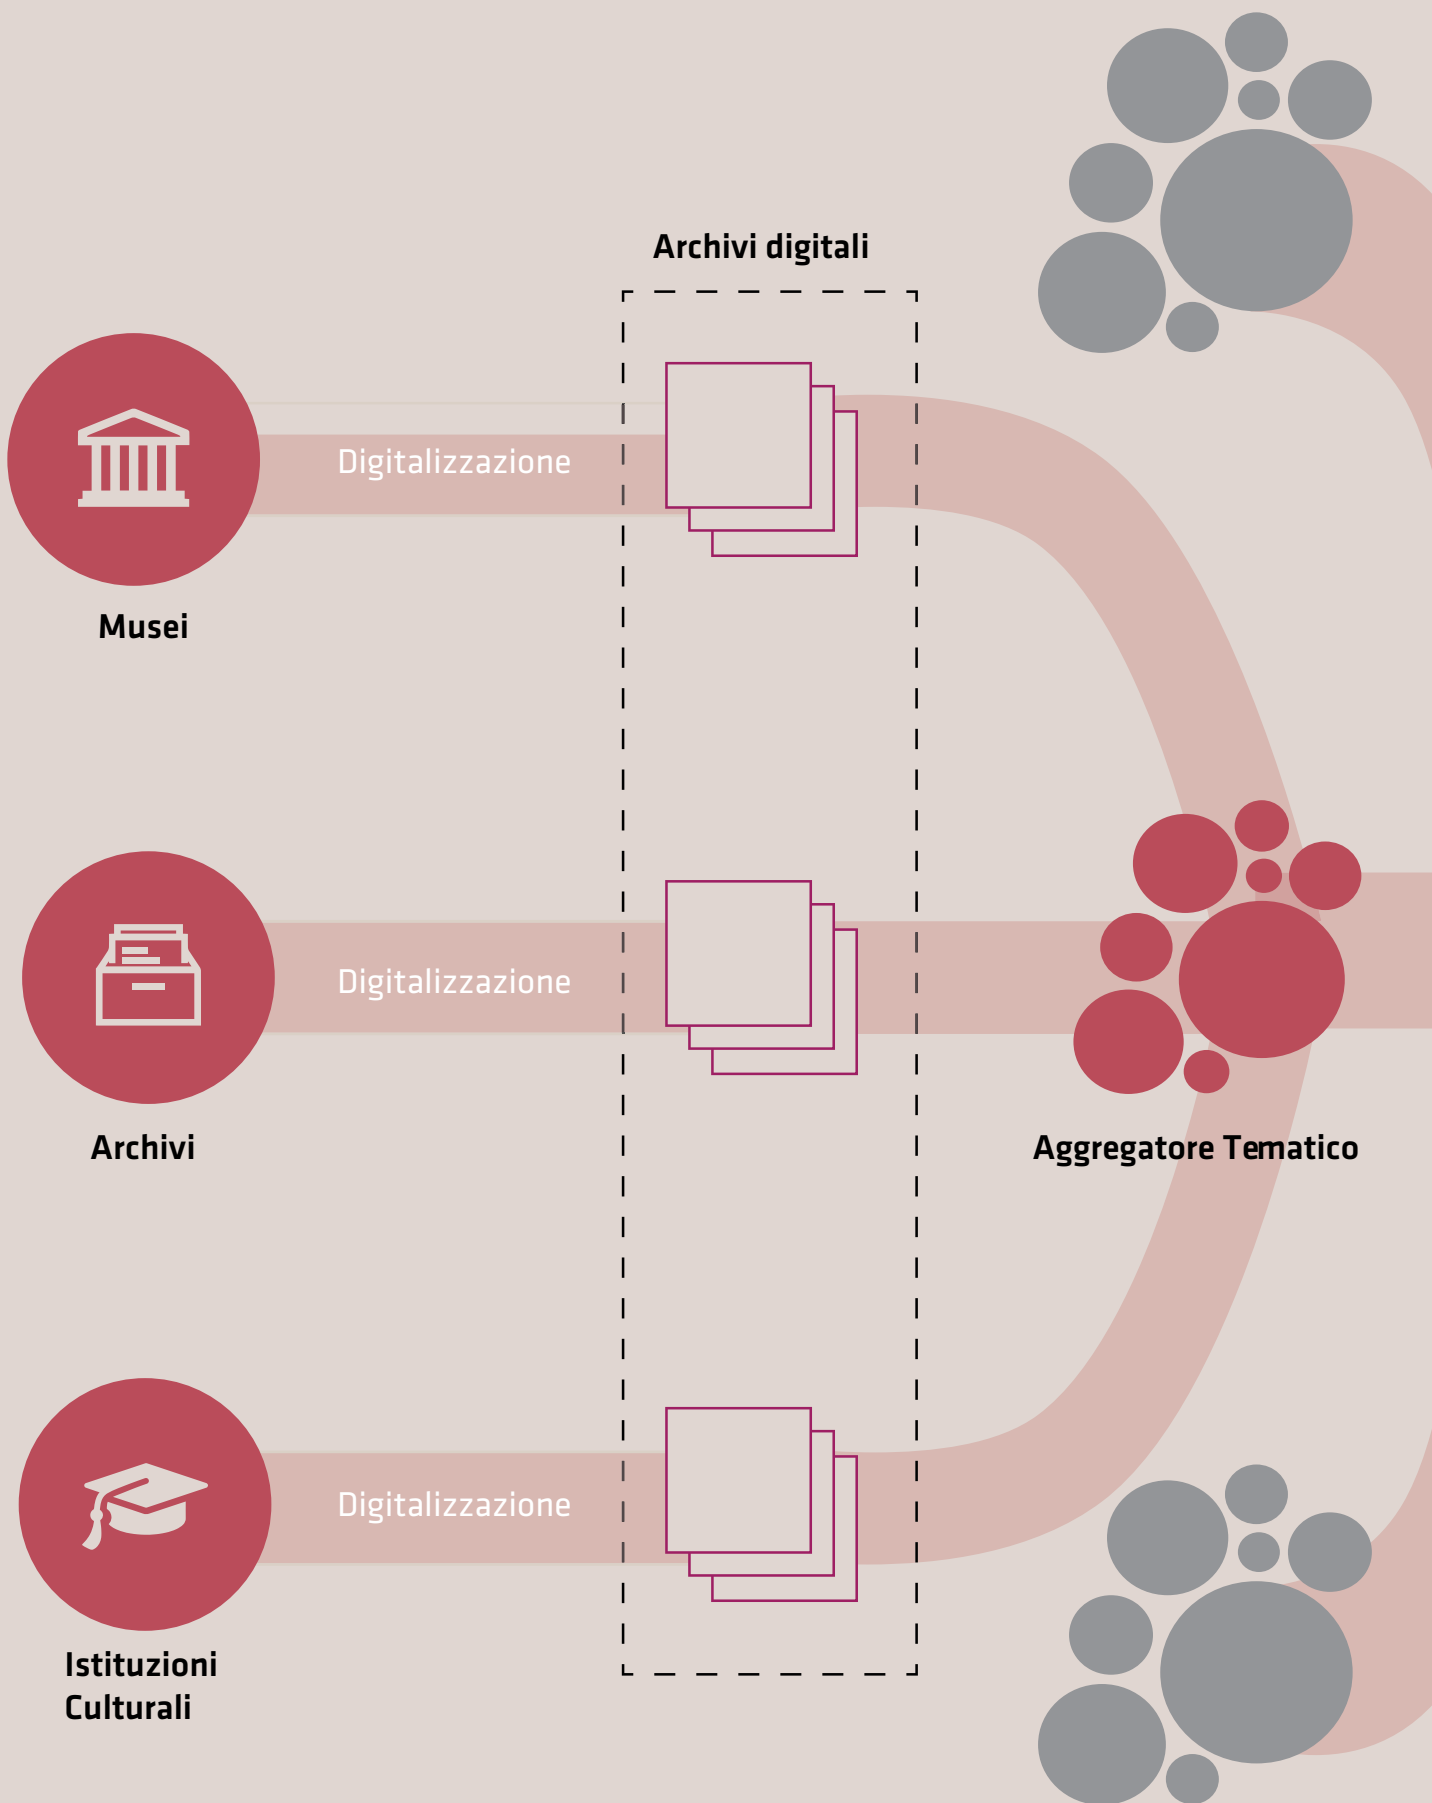 Archivi digitali
Digitalizzazione
Musei
Digitalizzazione
Archivi
Aggregatore Tematico
Digitalizzazione
Istituzioni
Culturali